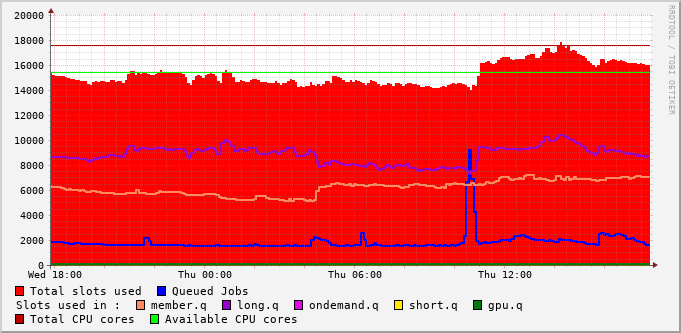 20000
18000
16000
14000
12000
10000
8000
6000
4000
2000
0
Wed 18:00 Thu 00:00 Thu 06:00 Thu 12:00
RRDTOOL / TOBI OETIKER
Total slots used Queued Jobs
Slots used in : member.q long.q ondemand.q short.q gpu.q
Total CPU cores Available CPU cores